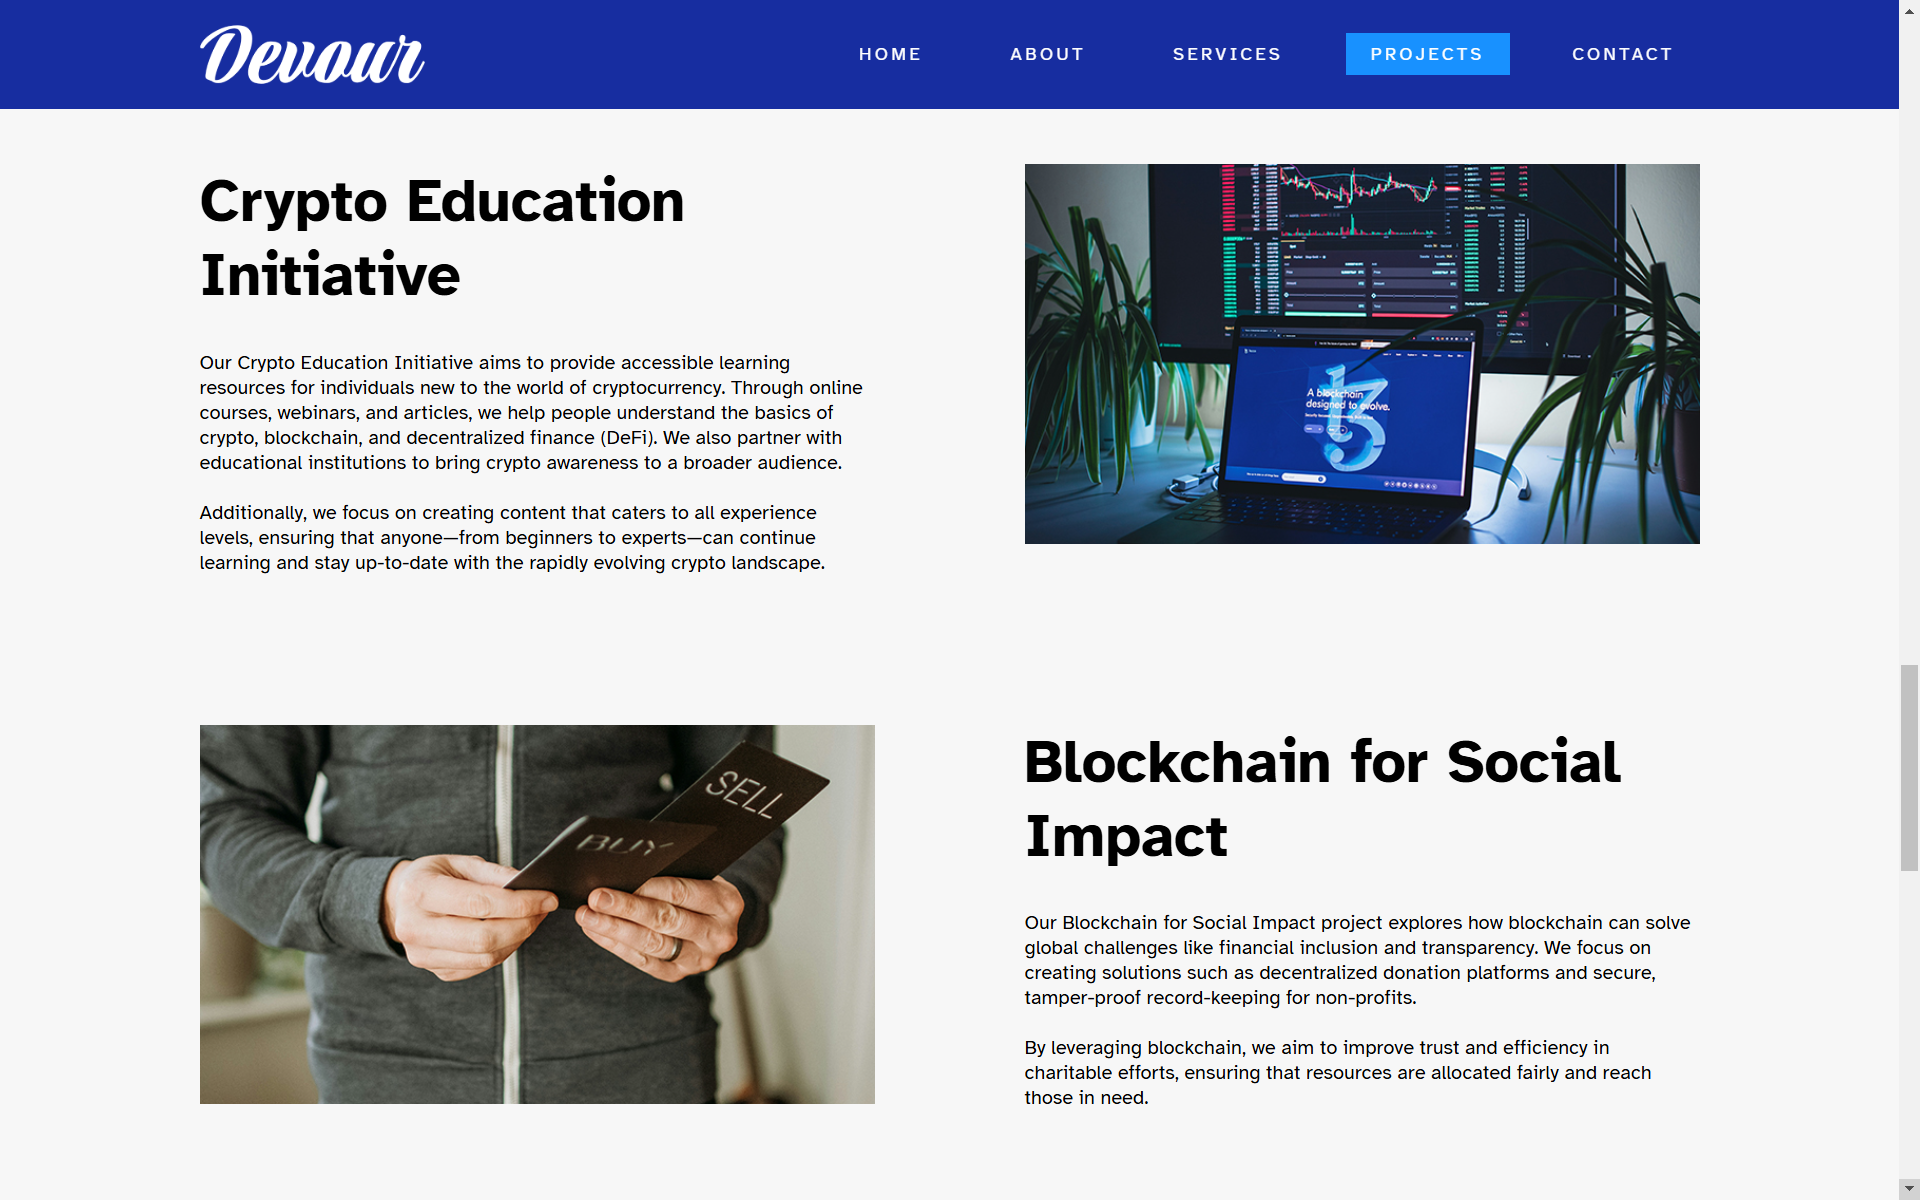 Devour
HOME ABOUT SERVICES PROJECTS CONTACT
Crypto Education
Initiative
Our Crypto Education Initiative aims to provide accessible learning
resources for individuals new to the world of cryptocurrency. Through online
courses, webinars, and articles, we help people understand the basics of
crypto, blockchain, and decentralized finance (DeFi). We also partner with
educational institutions to bring crypto awareness to a broader audience.
Additionally, we focus on creating content that caters to all experience
levels, ensuring that anyone—from beginners to experts—can continue
learning and stay up-to-date with the rapidly evolving crypto landscape.
A blockchain
designed to evolve.
SELL
BUY
Blockchain for Social
Impact
Our Blockchain for Social Impact project explores how blockchain can solve
global challenges like financial inclusion and transparency. We focus on
creating solutions such as decentralized donation platforms and secure,
tamper-proof record-keeping for non-profits.
By leveraging blockchain, we aim to improve trust and efficiency in
charitable efforts, ensuring that resources are allocated fairly and reach
those in need.